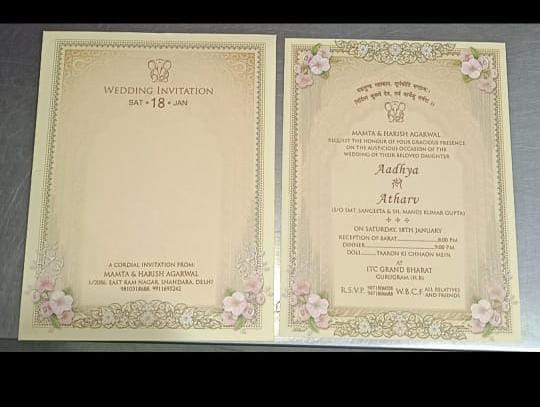 WEDDING INVITATION
SAT • 18 • JAN
A CORDIAL INVITATION FROM:
MAMTA & HARISH AGARWAL
1/2086, EAST RAM NAGAR, SHANDARA, DELHI
9810318688, 9911695242
वक्रतुण्ड महाकाय, सूर्यकोटि समप्रभः।
निर्विघ्नं कुरुमे देव, सर्व कार्येषु सर्वदा॥
MAMTA & HARISH AGARWAL
REQUEST THE HONOUR OF YOUR GRACIOUS PRESENCE
ON THE AUSPICIOUS OCCASION OF THE
WEDDING OF THEIR BELOVED DAUGHTER
Aadhya
Atharv
(S/O SMT. SANGEETA & SH. MANOJ KUMAR GUPTA)
ON SATURDAY, 18TH JANUARY
RECEPTION OF BARAT............8:00 PM
DINNER............9:00 PM
DOLI............TAARON KI CHHAON MEIN
AT
ITC GRAND BHARAT
GURUGRAM (H.R)
R.S.V.P. W.B.C.F. ALL RELATIVES
AND FRIENDS